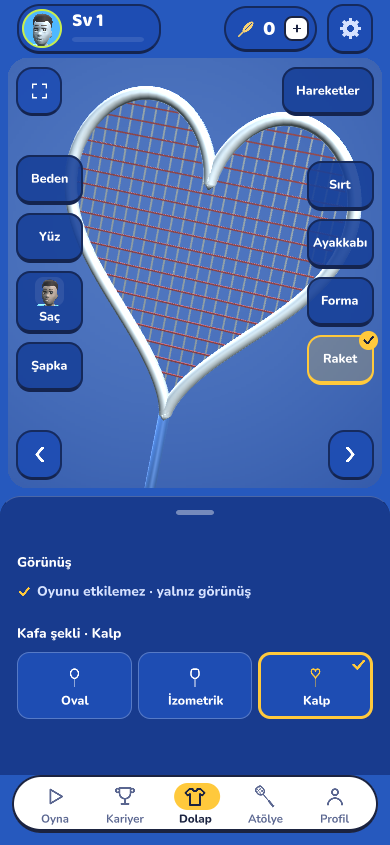 Sv 1
0
Hareketler
Beden
Sırt
Yüz
Ayakkabı
Saç
Forma
Şapka
Raket
Görünüş
Oyunu etkilemez · yalnız görünüş
Kafa şekli · Kalp
Oval
İzometrik
Kalp
Oyna
Kariyer
Dolap
Atölye
Profil